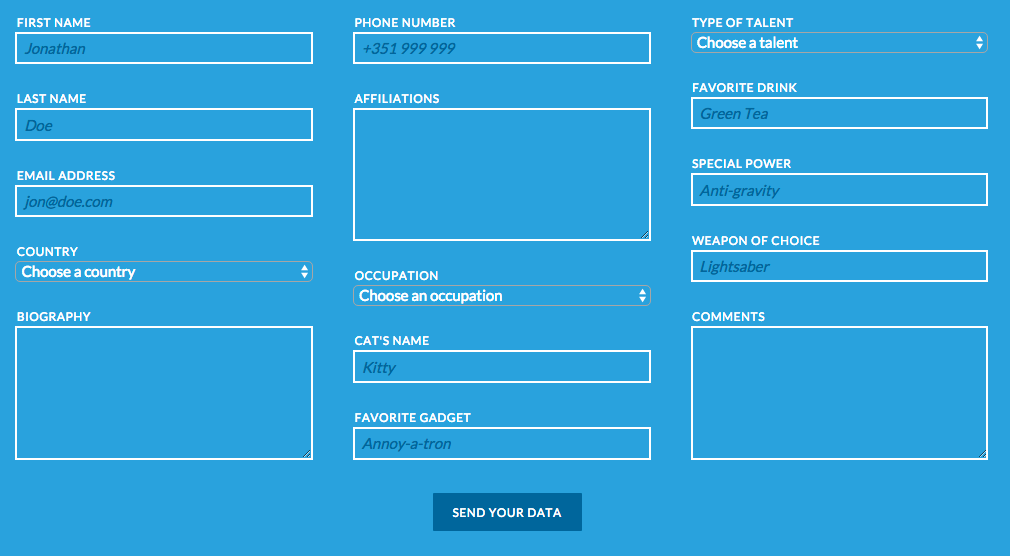 FIRST NAME
Jonathan
LAST NAME
Doe
EMAIL ADDRESS
jon@doe.com
COUNTRY
Choose a country
BIOGRAPHY
PHONE NUMBER
+351 999 999
AFFILIATIONS
OCCUPATION
Choose an occupation
CAT'S NAME
Kitty
FAVORITE GADGET
Annoy-a-tron
TYPE OF TALENT
Choose a talent
FAVORITE DRINK
Green Tea
SPECIAL POWER
Anti-gravity
WEAPON OF CHOICE
Lightsaber
COMMENTS
SEND YOUR DATA